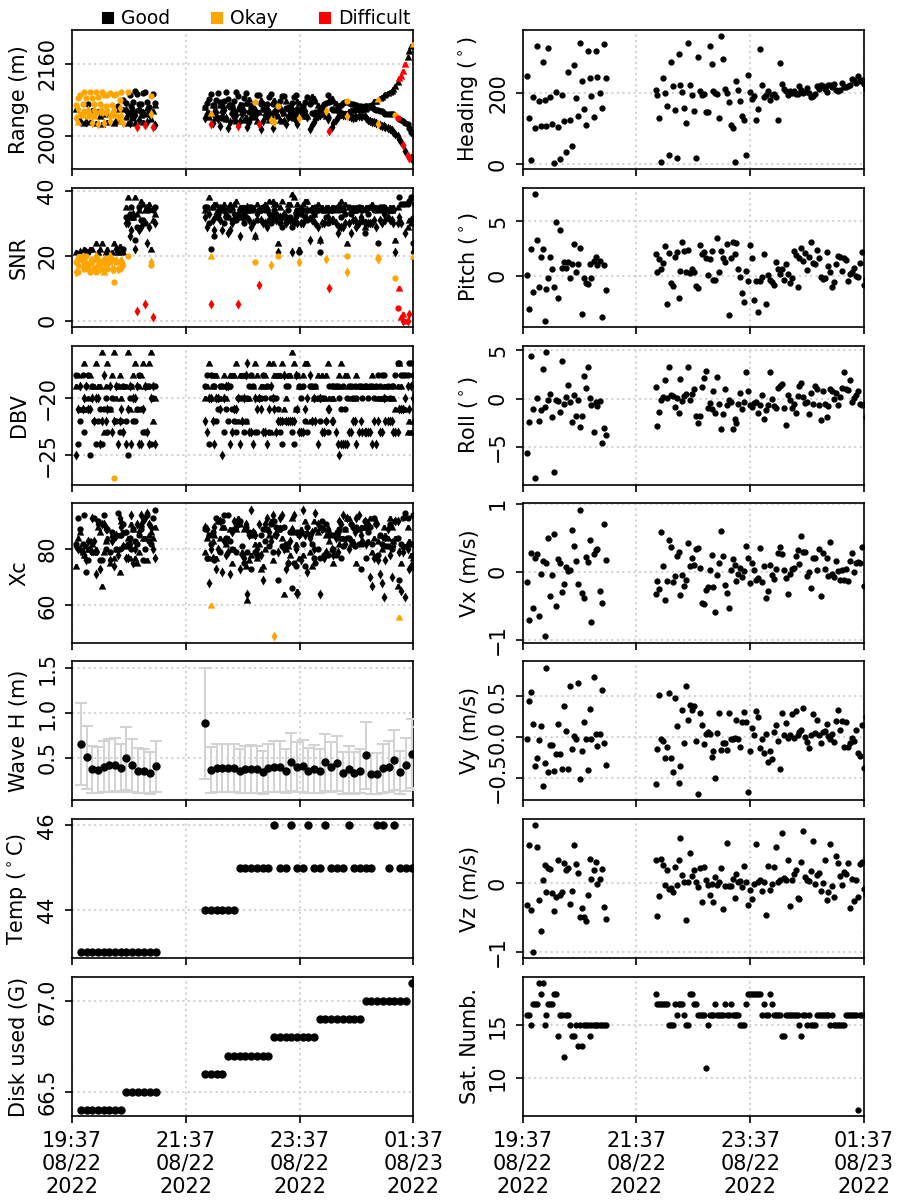 Good Okay Difficult
Range (m)
2160
2000
Heading (°)
200
0
SNR
40
20
0
Pitch (°)
5
0
DBV
−20
−25
Roll (°)
5
0
−5
Xc
80
60
Vx (m/s)
1
0
−1
Wave H (m)
1.5
1.0
0.5
Vy (m/s)
0.5
0.0
−0.5
Temp (°C)
46
44
Vz (m/s)
0
−1
Disk used (G)
67.0
66.5
Sat. Numb.
15
10
19:37 21:37 23:37 01:37
08/22 08/22 08/22 08/23
2022 2022 2022 2022
19:37 21:37 23:37 01:37
08/22 08/22 08/22 08/23
2022 2022 2022 2022